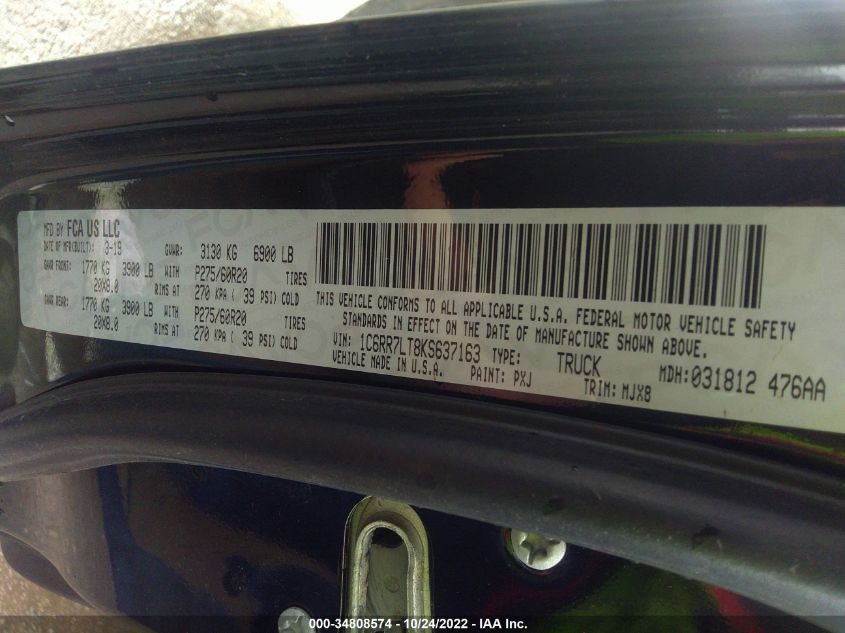 MFD BY FCA US LLC
DATE OF MFR(BUILT): 3-19 GVWR: 3130 KG 6900 LB
GAWR FRONT: 1770 KG 3900 LB WITH P275/60R20 TIRES
20X8.0 RIMS AT 270 KPA ( 39 PSI) COLD
GAWR REAR: 1770 KG 3900 LB WITH P275/60R20 TIRES
20X8.0 RIMS AT 270 KPA ( 39 PSI) COLD
THIS VEHICLE CONFORMS TO ALL APPLICABLE U.S.A. FEDERAL MOTOR VEHICLE SAFETY
STANDARDS IN EFFECT ON THE DATE OF MANUFACTURE SHOWN ABOVE.
VIN: 1C6RR7LT8KS637163 TYPE: TRUCK MDH:031812 476AA
VEHICLE MADE IN U.S.A. PAINT: PXJ TRIM: MJX8
000-34808574 - 10/24/2022 - IAA Inc.